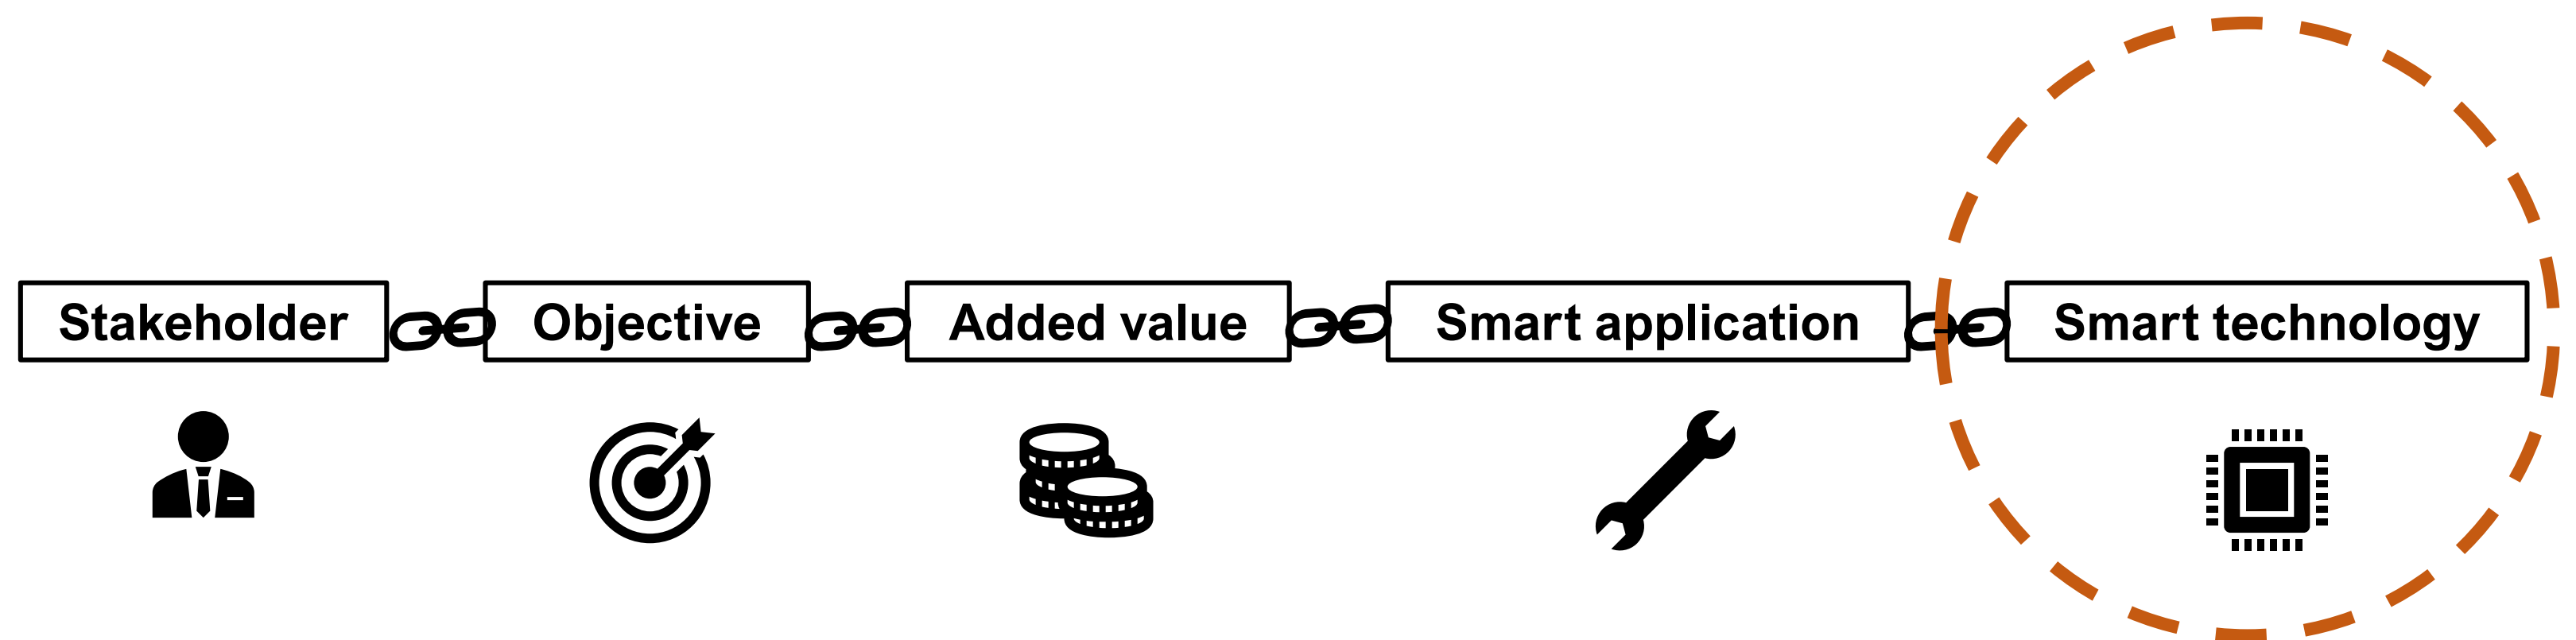 Stakeholder
Objective
Added value
Smart application
Smart technology